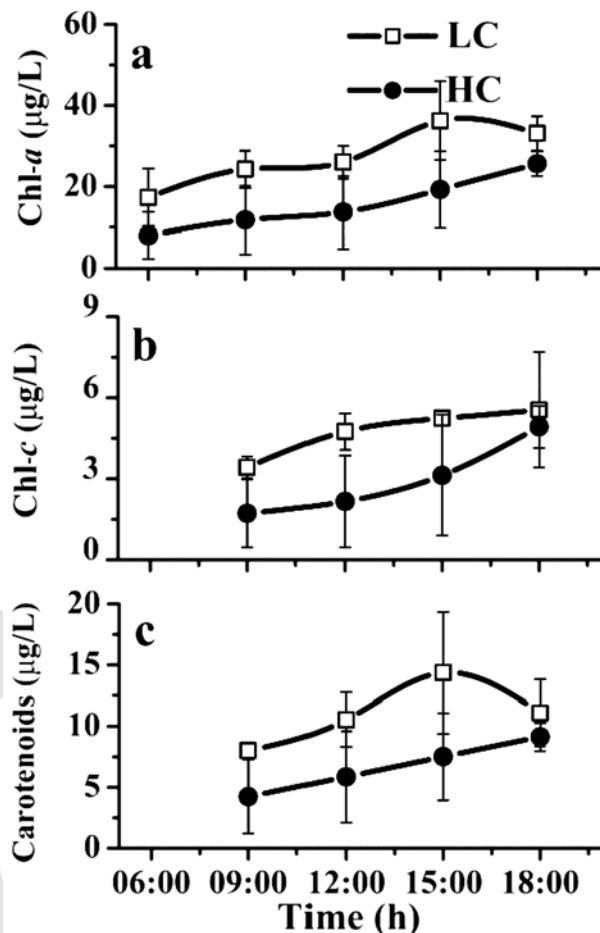 a
LC
HC
60
40
20
0
Chl-a (μg/L)
b
9
6
3
0
Chl-c (μg/L)
c
20
15
10
5
0
Carotenoids (μg/L)
06:00 09:00 12:00 15:00 18:00
Time (h)